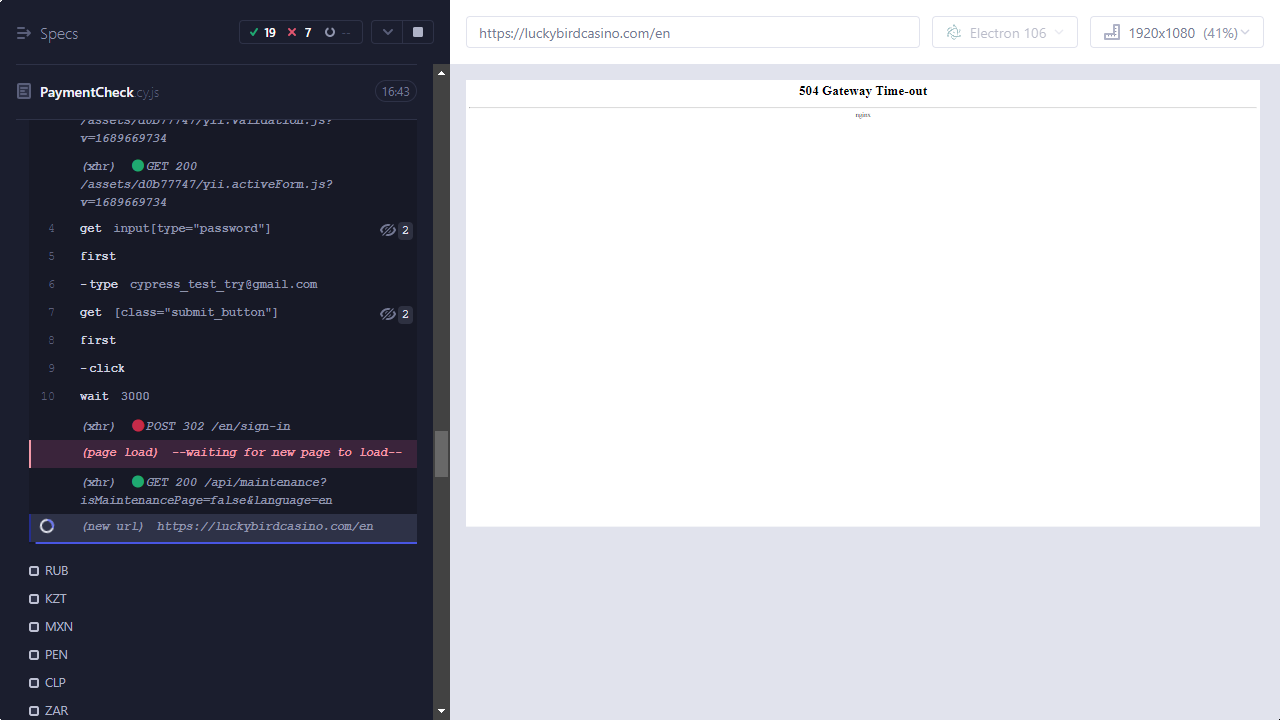 Specs
19
7
--
https://luckybirdcasino.com/en
Electron 106
1920x1080 (41%)
PaymentCheck.cy.js
16:43
504 Gateway Time-out
nginx
/assets/d0b77747/yii.validation.js?
v=1689669734
(xhr) GET 200
/assets/d0b77747/yii.activeForm.js?
v=1689669734
4 get input[type="password"] 2
5 first
6 -type cypress_test_try@gmail.com
7 get [class="submit_button"] 2
8 first
9 -click
10 wait 3000
(xhr) POST 302 /en/sign-in
(page load) --waiting for new page to load--
(xhr) GET 200 /api/maintenance?
isMaintenancePage=false&language=en
(new url) https://luckybirdcasino.com/en
RUB
KZT
MXN
PEN
CLP
ZAR